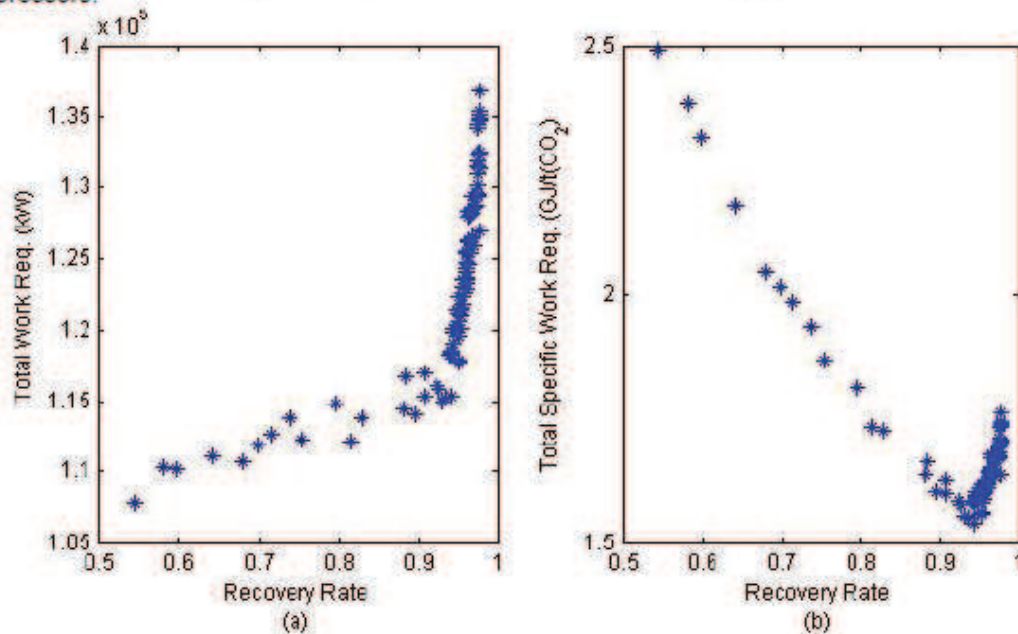 x 10⁵
1.4
1.35
1.3
1.25
1.2
1.15
1.1
1.05
0.5 0.6 0.7 0.8 0.9 1
Total Work Req. (kW)
Recovery Rate
(a)
2.5
2
1.5
0.5 0.6 0.7 0.8 0.9 1
Total Specific Work Req. (GJ/t(CO₂)
Recovery Rate
(b)